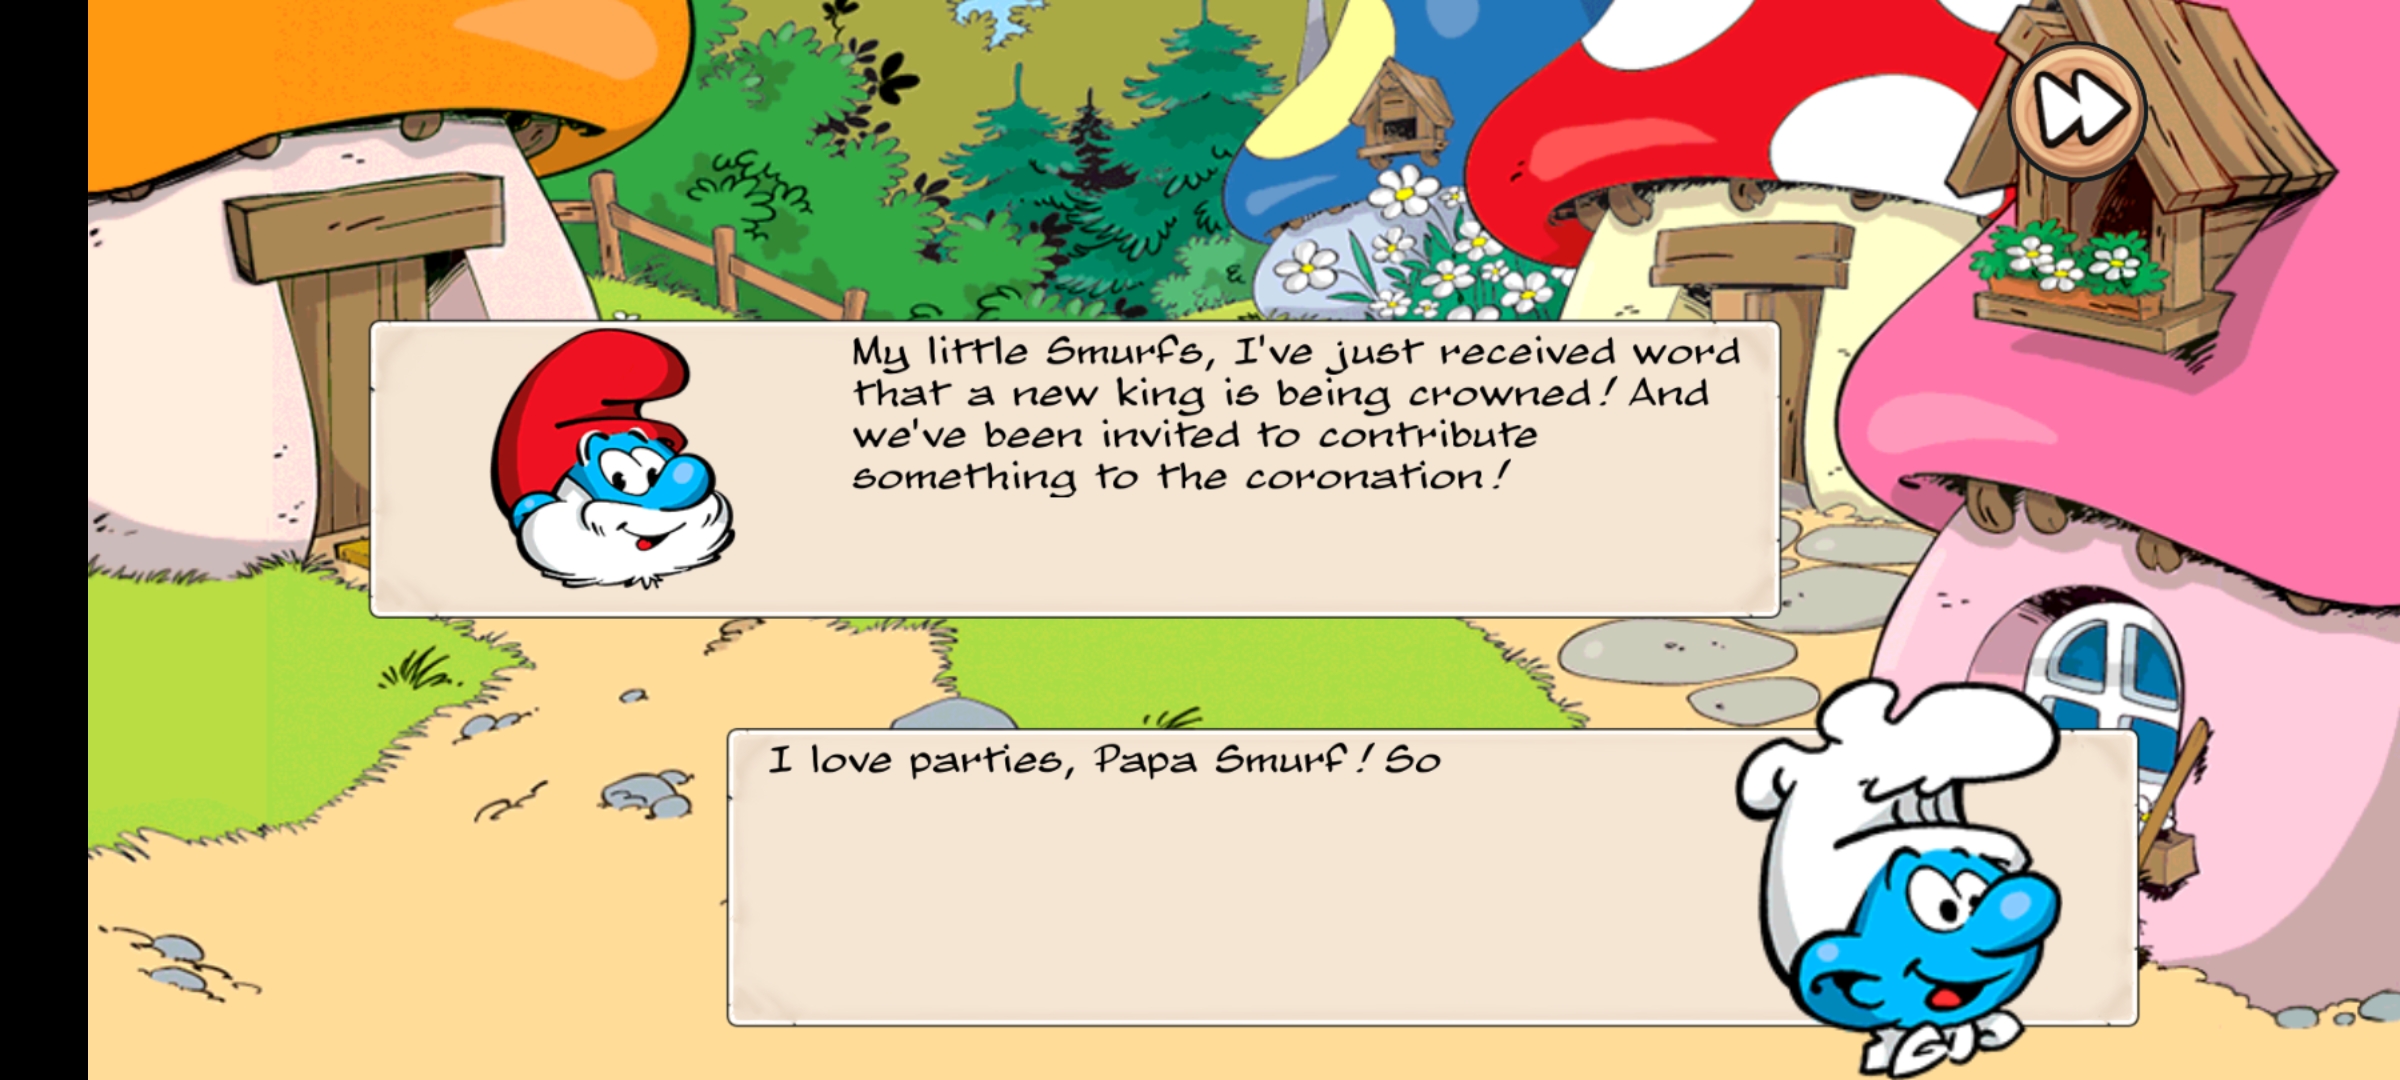 My little Smurfs, I've just received word
that a new king is being crowned! And
we've been invited to contribute
something to the coronation!
I love parties, Papa Smurf! So